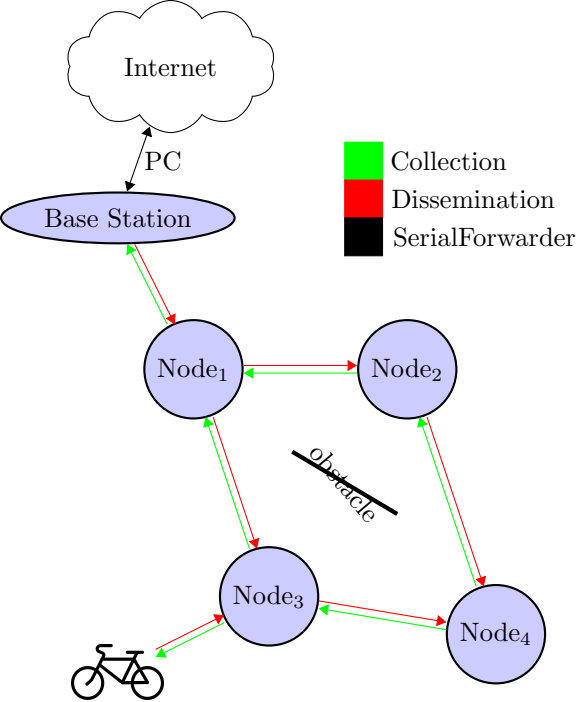 Internet
PC
Collection
Dissemination
SerialForwarder
Base Station
Node₁
Node₂
obstacle
Node₃
Node₄